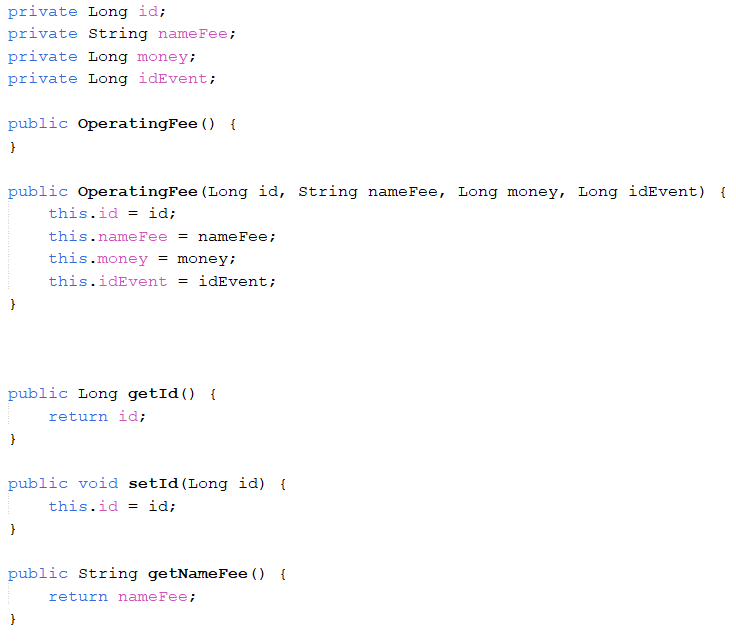 private Long id;
private String nameFee;
private Long money;
private Long idEvent;

public OperatingFee() {
}

public OperatingFee(Long id, String nameFee, Long money, Long idEvent) {
    this.id = id;
    this.nameFee = nameFee;
    this.money = money;
    this.idEvent = idEvent;
}

public Long getId() {
    return id;
}

public void setId(Long id) {
    this.id = id;
}

public String getNameFee() {
    return nameFee;
}